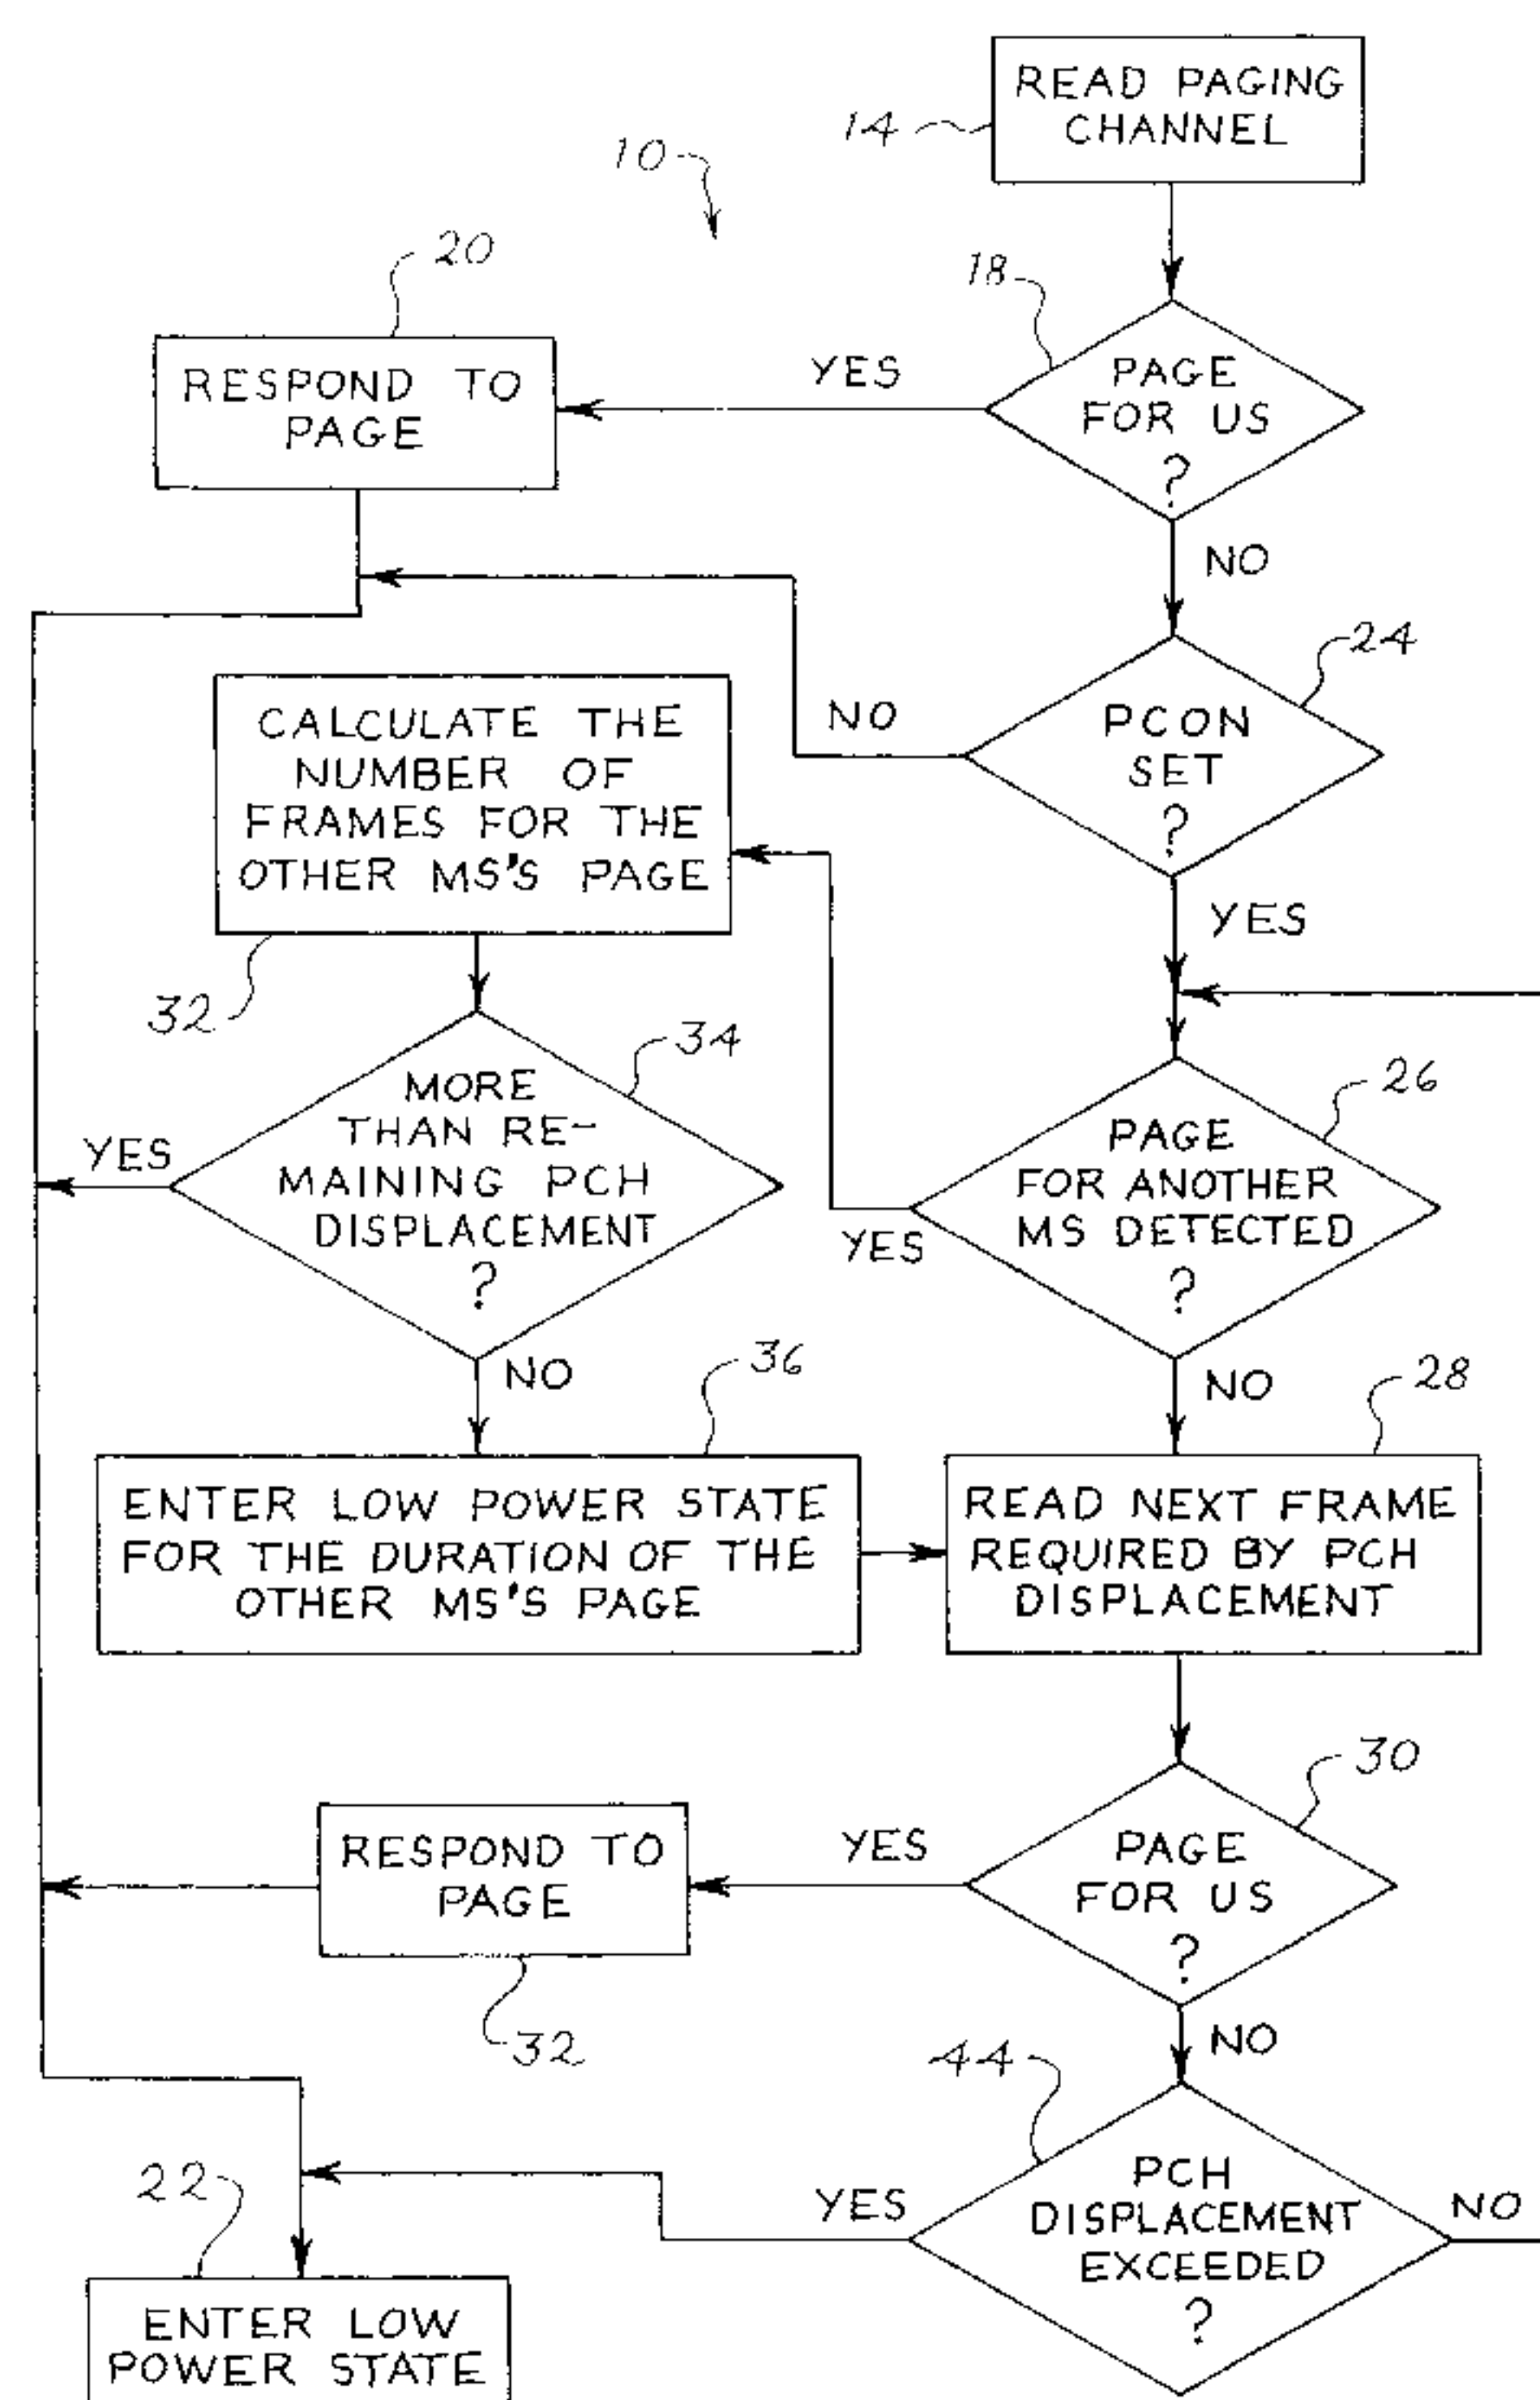 READ PAGING
CHANNEL
14
10
20
18
RESPOND TO
PAGE
YES
PAGE
FOR US
?
NO
24
CALCULATE THE
NUMBER OF
FRAMES FOR THE
OTHER MS'S PAGE
NO
PCON
SET
?
YES
32
34
26
MORE
THAN RE-
MAINING PCH
DISPLACEMENT
?
YES
PAGE
FOR ANOTHER
MS DETECTED
?
YES
NO
36
NO
28
ENTER LOW POWER STATE
FOR THE DURATION OF THE
OTHER MS'S PAGE
READ NEXT FRAME
REQUIRED BY PCH
DISPLACEMENT
30
RESPOND TO
PAGE
YES
PAGE
FOR US
?
32
NO
44
22
YES
PCH
DISPLACEMENT
EXCEEDED
?
NO
ENTER LOW
POWER STATE